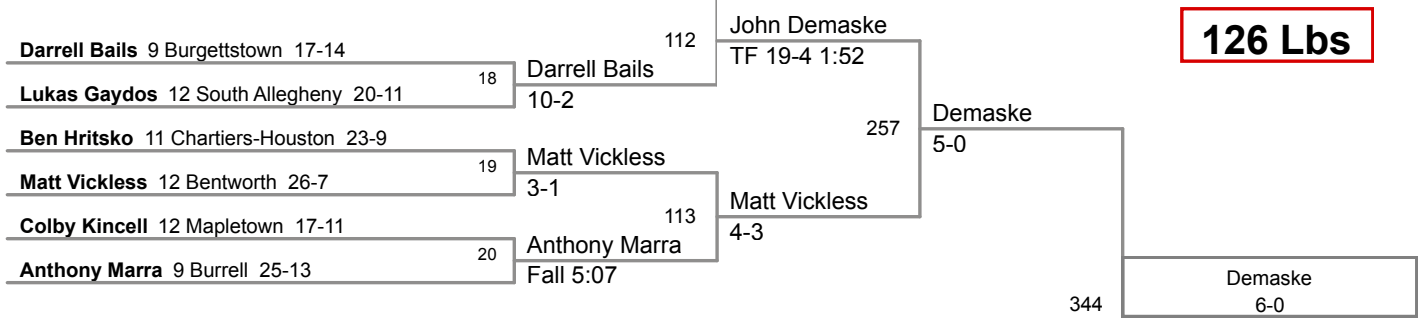 126 Lbs
Darrell Bails 9 Burgettstown 17-14
Lukas Gaydos 12 South Allegheny 20-11
Ben Hritsko 11 Chartiers-Houston 23-9
Matt Vickless 12 Bentworth 26-7
Colby Kincell 12 Mapletown 17-11
Anthony Marra 9 Burrell 25-13
18
Darrell Bails
10-2
19
Matt Vickless
3-1
20
Anthony Marra
Fall 5:07
112
John Demaske
TF 19-4 1:52
113
Matt Vickless
4-3
257
Demaske
5-0
344
Demaske
6-0